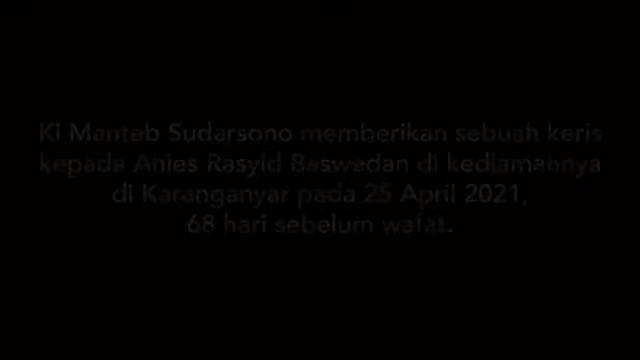 Ki Manteb Sudarsono memberikan sebuah keris
kepada Anies Rasyid Baswedan di kediamannya
di Karanganyar pada 25 April 2021,
68 hari sebelum wafat.